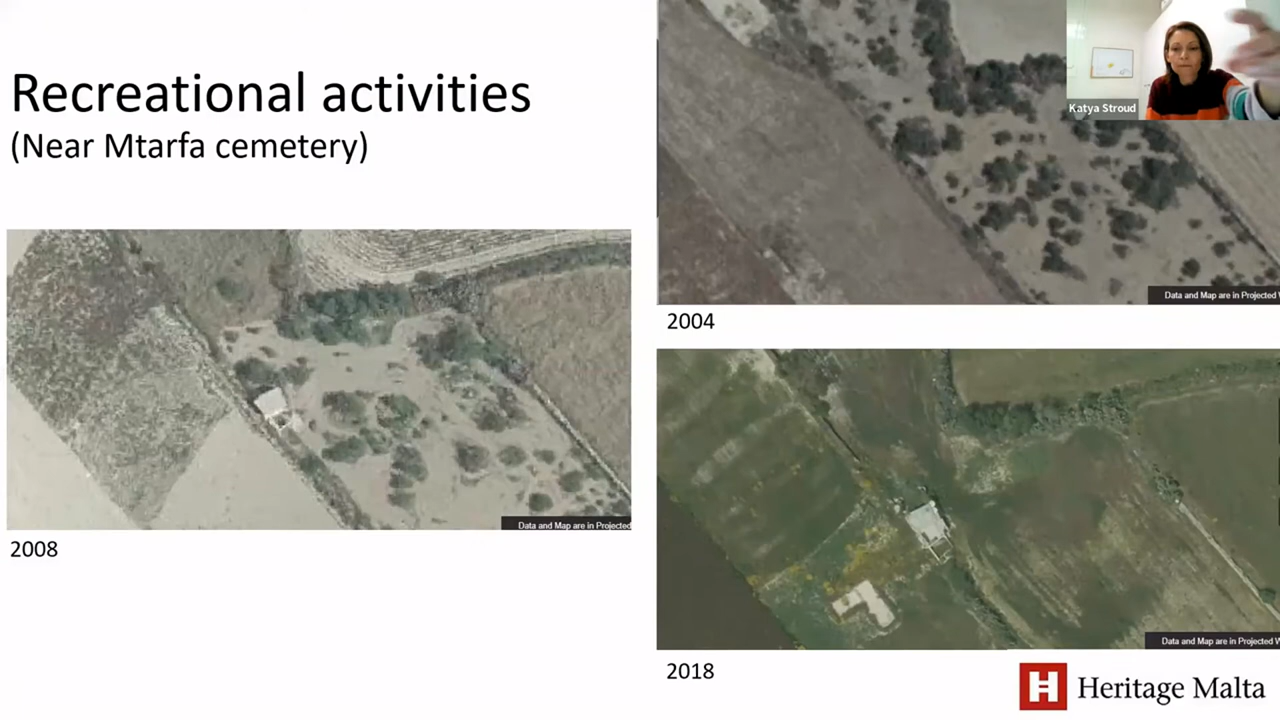 Recreational activities
(Near Mtarfa cemetery)
Katya Stroud
Data and Map are in Projected W
2004
Data and Map are in Projected
2008
Data and Map are in Projected W
2018
Heritage Malta